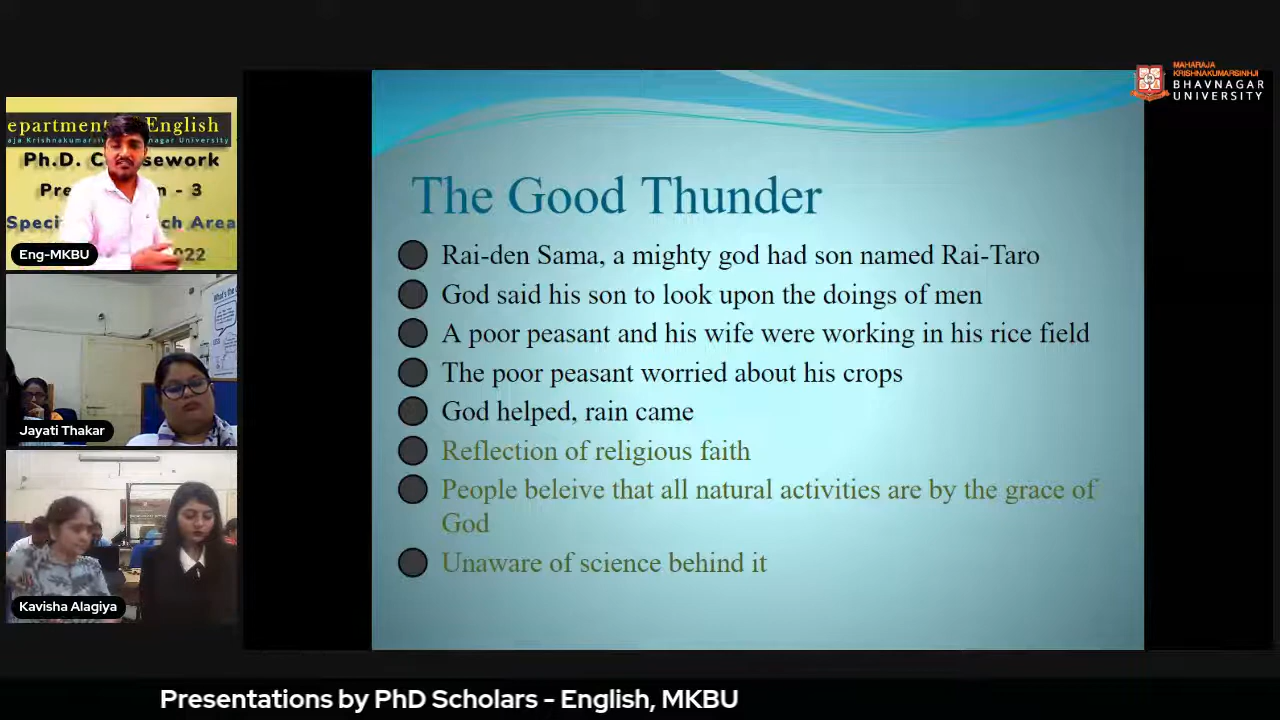 MAHARAJA
KRISHNAKUMARSINHJI
BHAVNAGAR
UNIVERSITY
epartment English
Ph.D. C sework
Pre n - 3
Speci ch Area
022
Eng-MKBU
Jayati Thakar
Kavisha Alagiya
The Good Thunder
Rai-den Sama, a mighty god had son named Rai-Taro
God said his son to look upon the doings of men
A poor peasant and his wife were working in his rice field
The poor peasant worried about his crops
God helped, rain came
Reflection of religious faith
People beleive that all natural activities are by the grace of
God
Unaware of science behind it
Presentations by PhD Scholars - English, MKBU